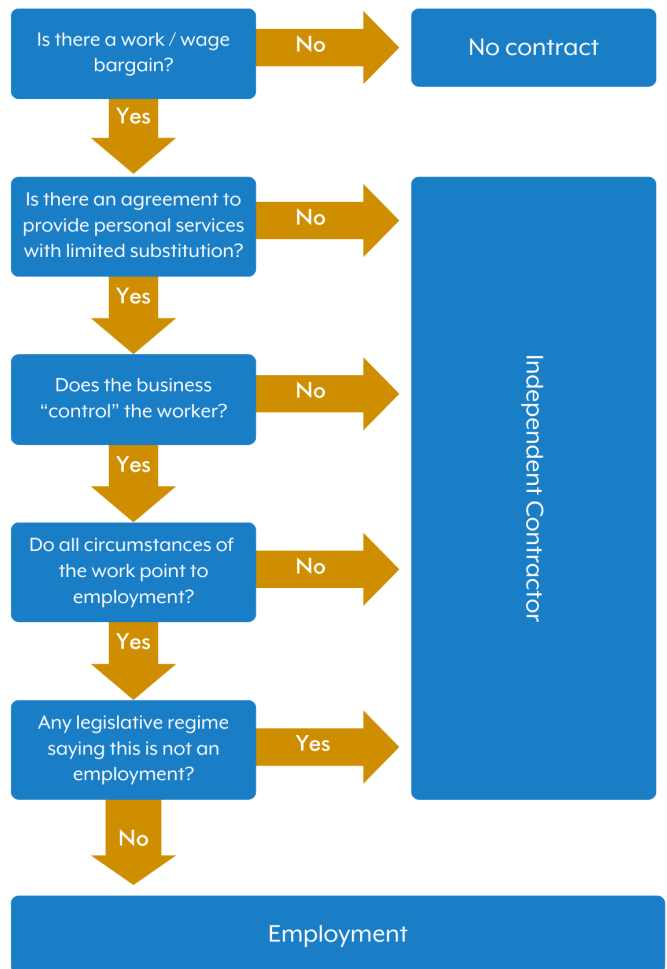 Is there a work / wage
bargain?
No
No contract
Yes
Is there an agreement to
provide personal services
with limited substitution?
No
Independent Contractor
Yes
Does the business
“control” the worker?
No
Yes
Do all circumstances of
the work point to
employment?
No
Yes
Any legislative regime
saying this is not an
employment?
Yes
No
Employment